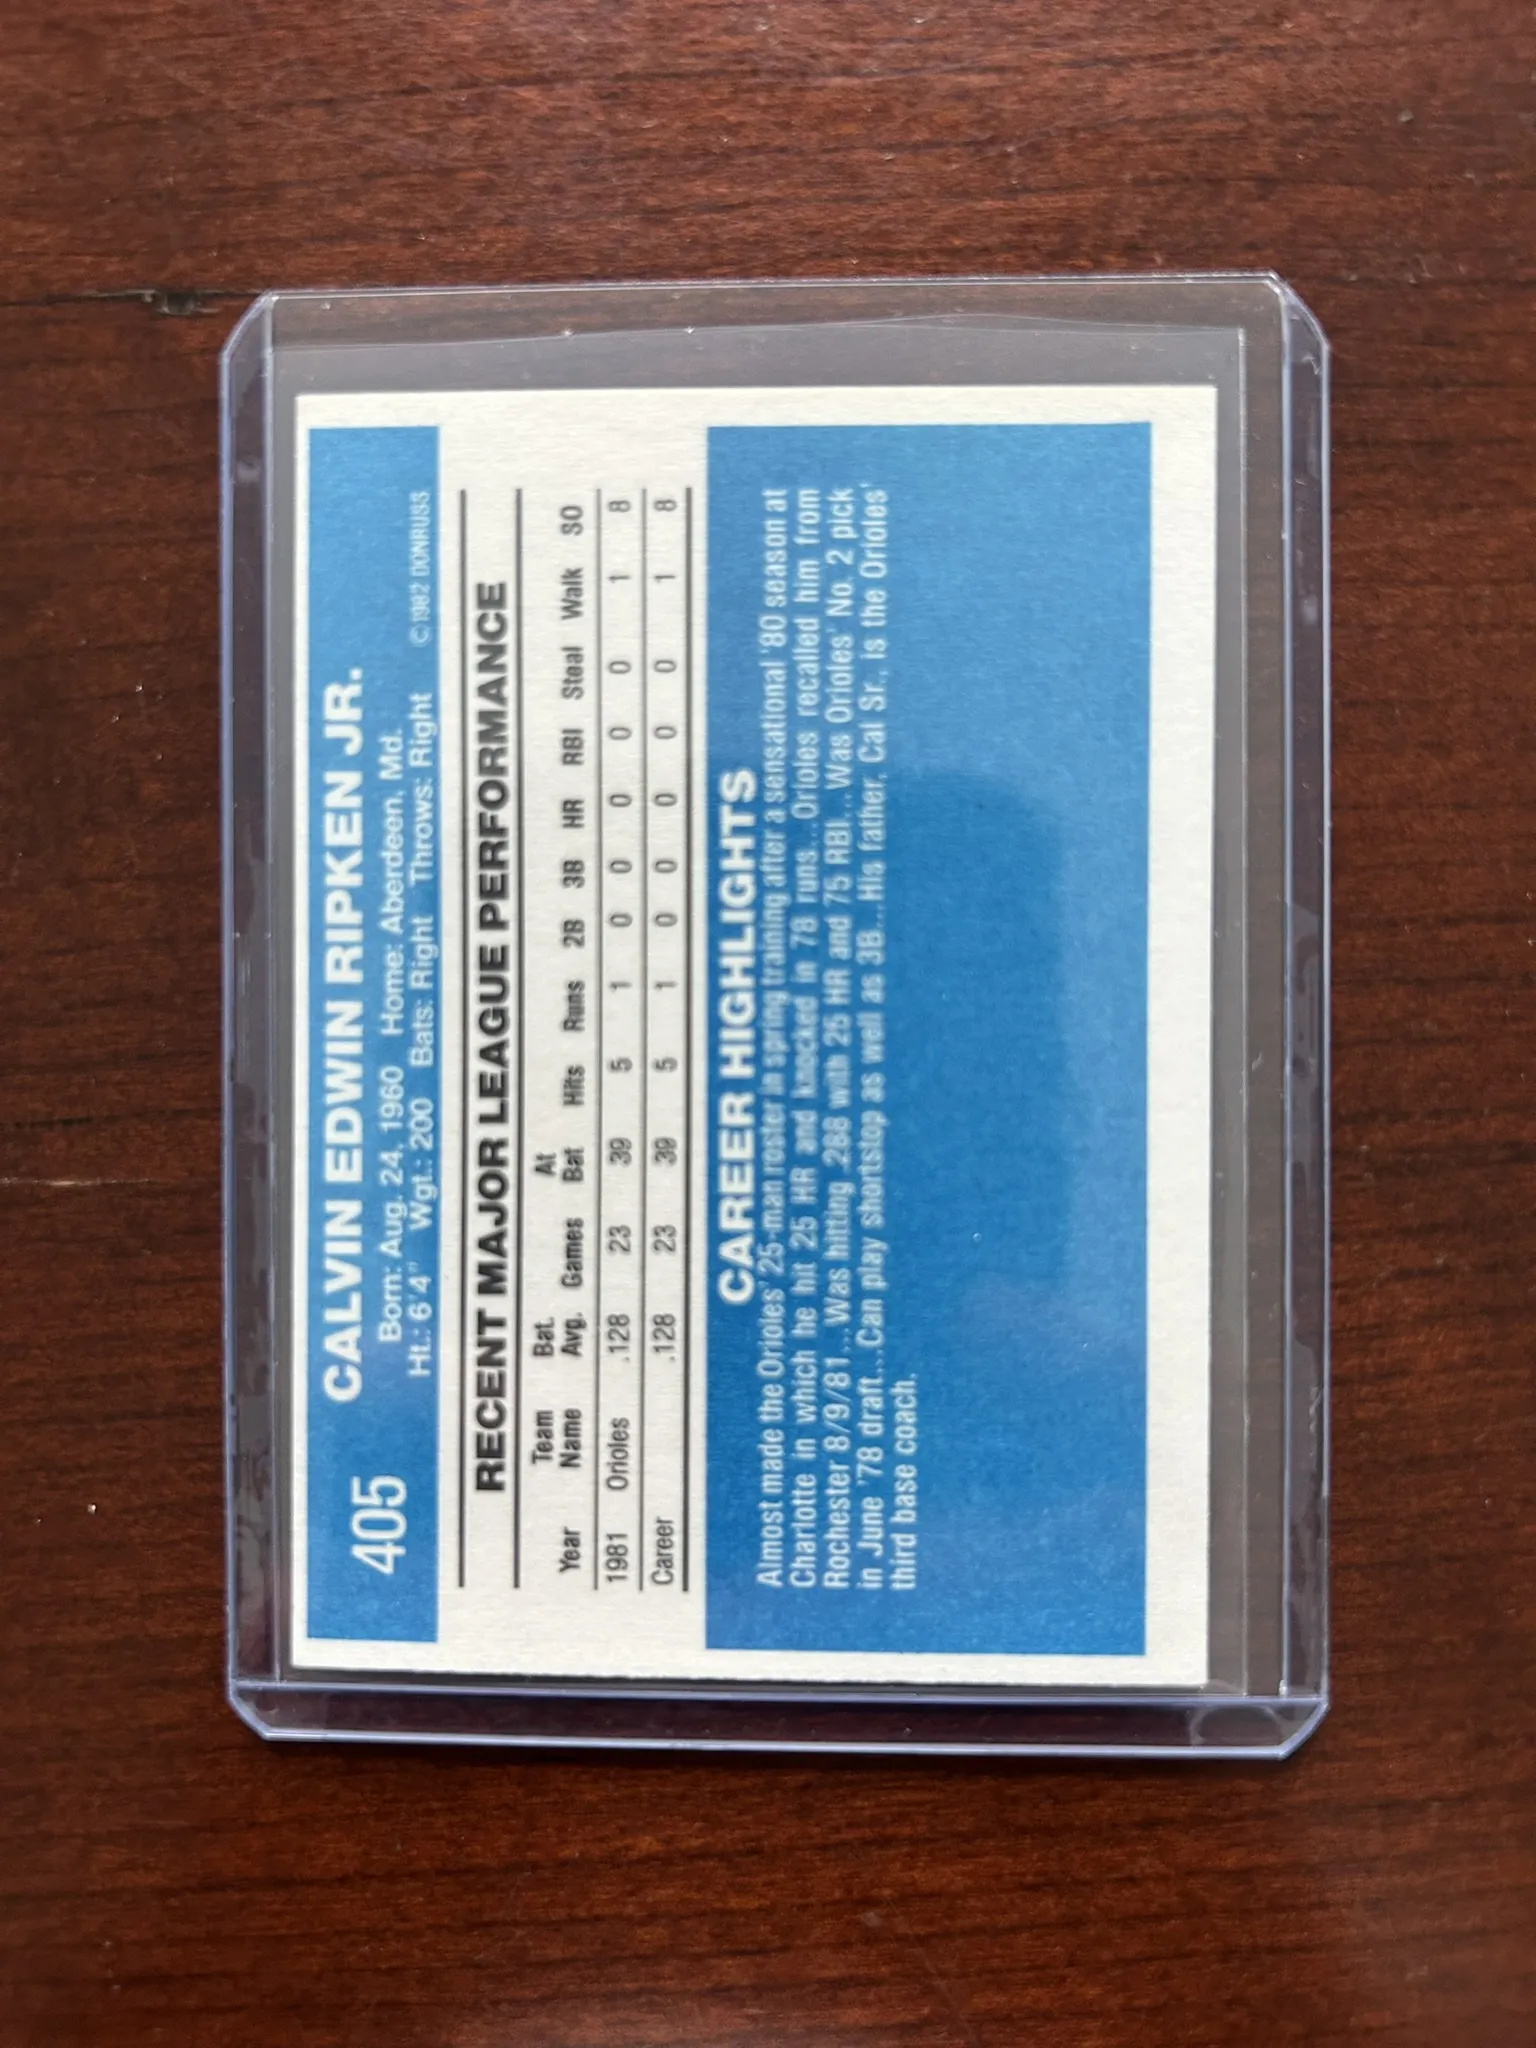 405 CALVIN EDWIN RIPKEN JR.
Born: Aug. 24, 1960 Home: Aberdeen, Md.
Ht.: 6'4" Wgt.: 200 Bats: Right Throws: Right ©1982 DONRUSS
RECENT MAJOR LEAGUE PERFORMANCE
Team Bat. At
Year Name Avg. Games Bat Hits Runs 2B 3B HR RBI Steal Walk SO
1981 Orioles .128 23 39 5 1 0 0 0 0 0 1 8
Career .128 23 39 5 1 0 0 0 0 0 1 8
CAREER HIGHLIGHTS
Almost made the Orioles' 25-man roster in spring training after a sensational '80 season at
Charlotte in which he hit 25 HR and knocked in 78 runs...Orioles recalled him from
Rochester 8/9/81...Was hitting .288 with 25 HR and 75 RBI...Was Orioles' No. 2 pick
in June '78 draft...Can play shortstop as well as 3B...His father, Cal Sr., is the Orioles'
third base coach.